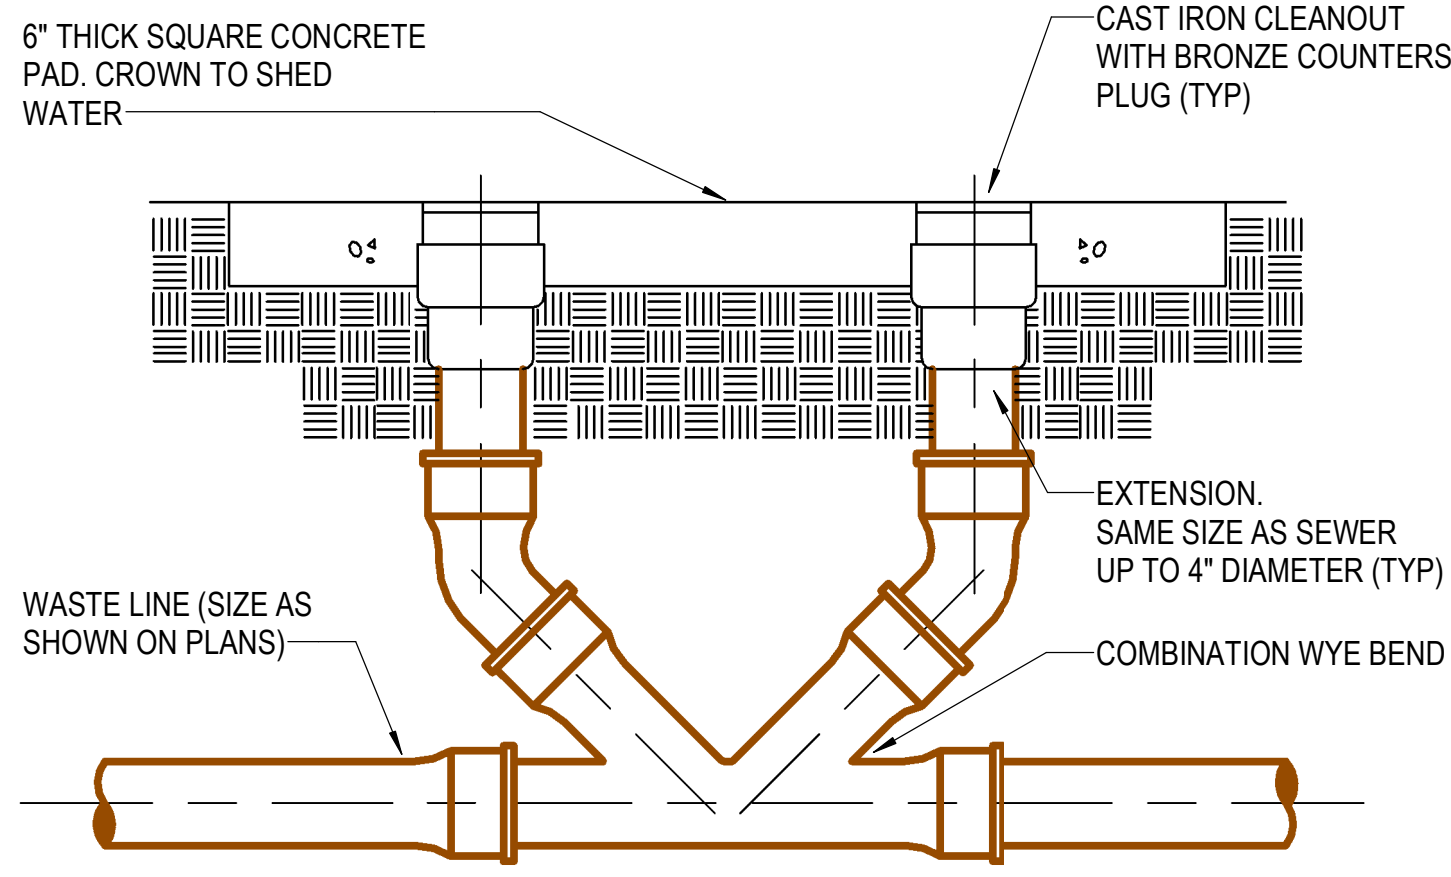 6" THICK SQUARE CONCRETE
PAD. CROWN TO SHED
WATER
CAST IRON CLEANOUT
WITH BRONZE COUNTERS
PLUG (TYP)
EXTENSION.
SAME SIZE AS SEWER
UP TO 4" DIAMETER (TYP)
WASTE LINE (SIZE AS
SHOWN ON PLANS)
COMBINATION WYE BEND